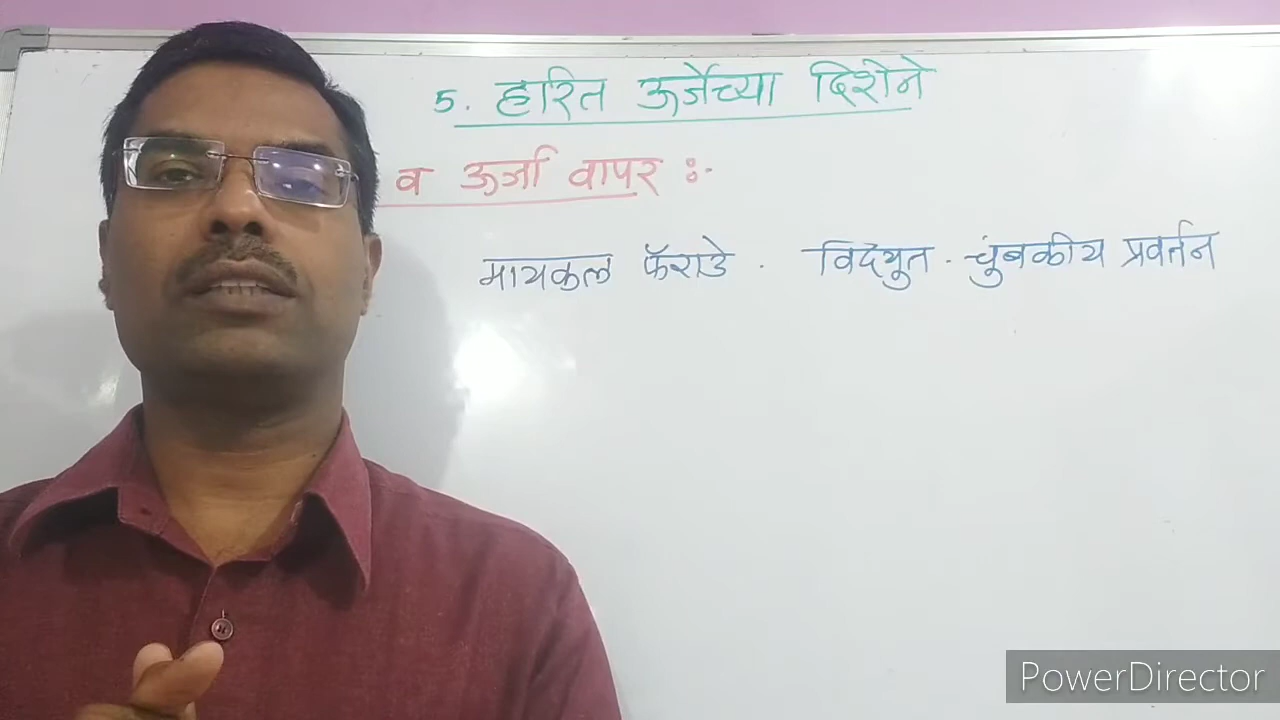 5. हरित ऊर्जेच्या दिशेने
व ऊर्जा वापर :-
मायकल फॅराडे . विद्युत - चुंबकीय प्रवर्तन
PowerDirector